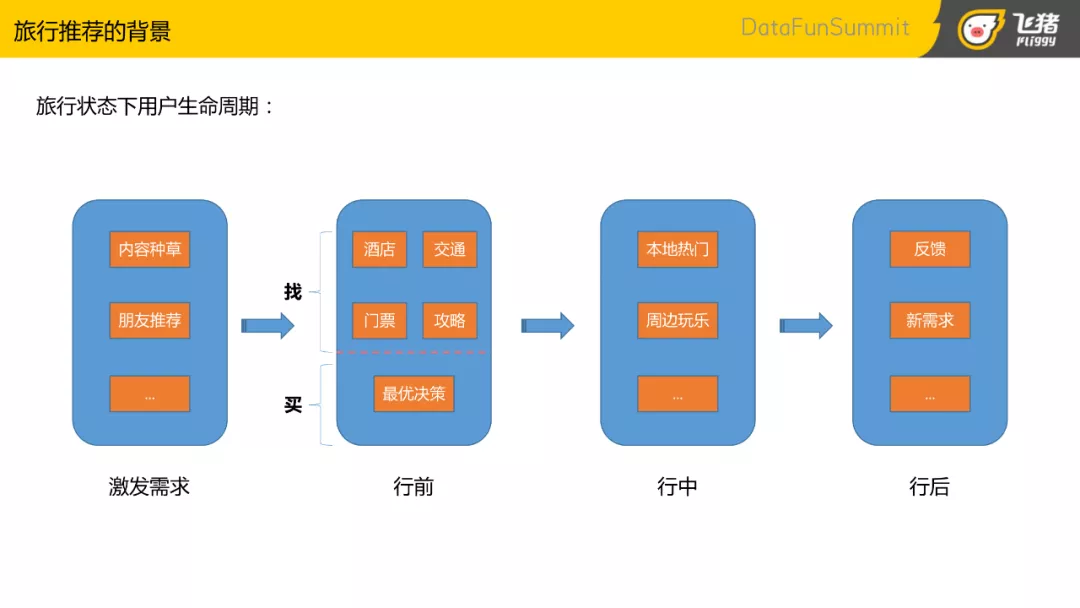 旅行推荐的背景
DataFunSummit
飞猪
Fliggy
旅行状态下用户生命周期：
内容种草
朋友推荐
...
激发需求
找
买
酒店
交通
门票
攻略
最优决策
行前
本地热门
周边玩乐
...
行中
反馈
新需求
...
行后